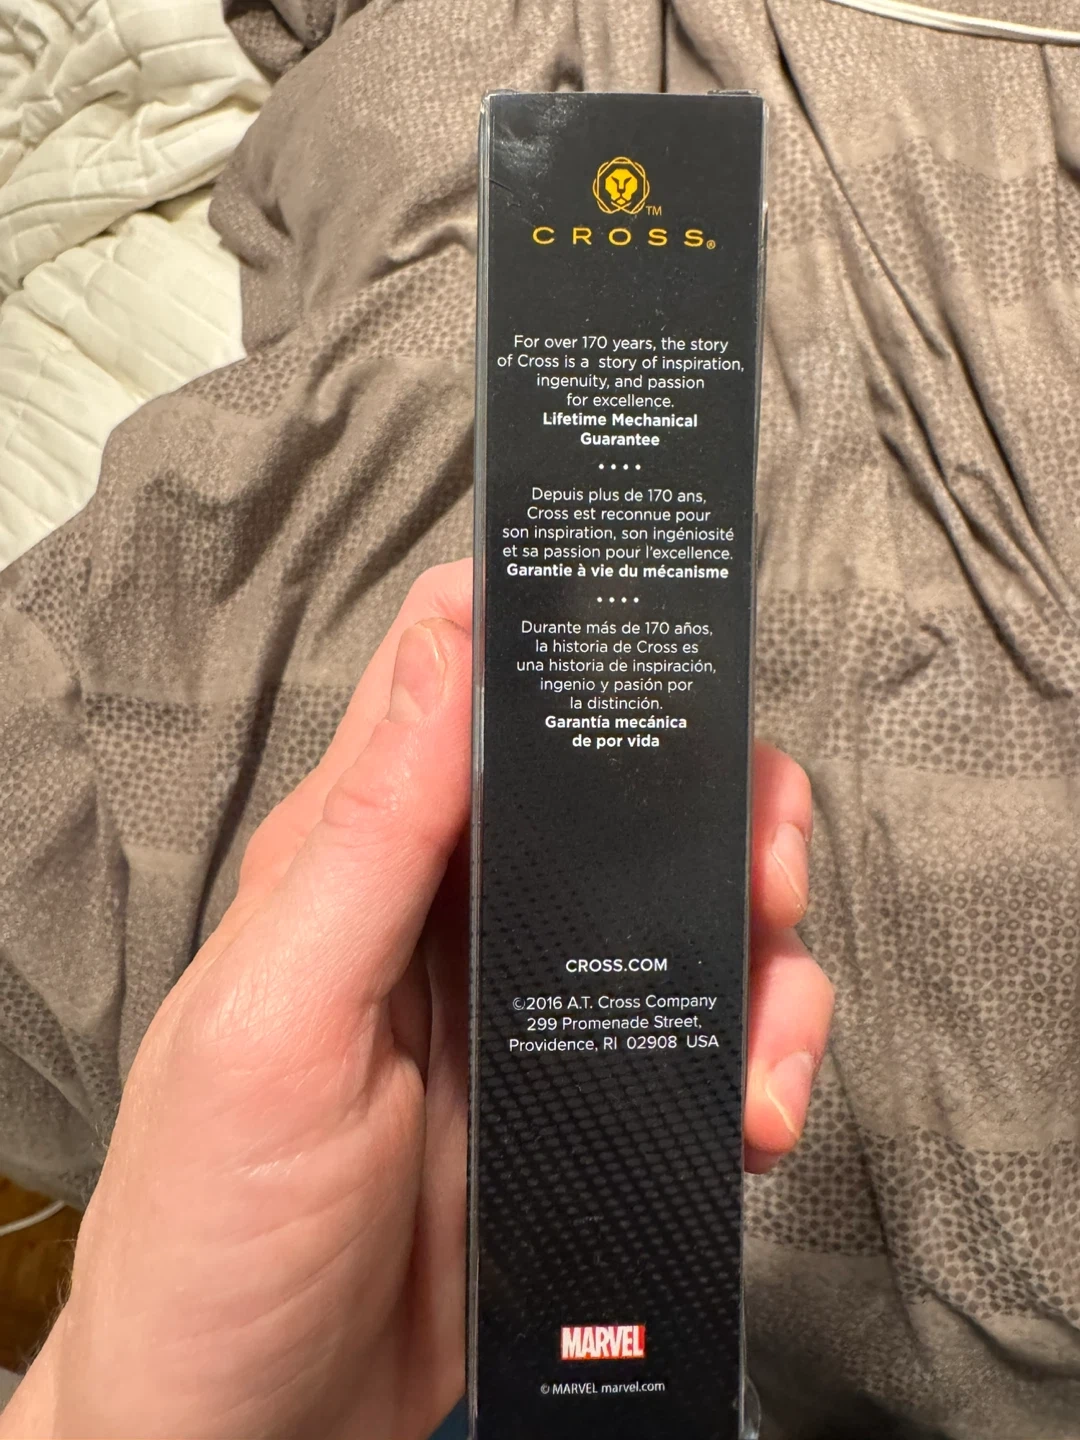 TM
CROSS®
For over 170 years, the story
of Cross is a story of inspiration,
ingenuity, and passion
for excellence.
Lifetime Mechanical
Guarantee
• • • •
Depuis plus de 170 ans,
Cross est reconnue pour
son inspiration, son ingéniosité
et sa passion pour l'excellence.
Garantie à vie du mécanisme
• • • •
Durante más de 170 años,
la historia de Cross es
una historia de inspiración,
ingenio y pasión por
la distinción.
Garantía mecánica
de por vida
CROSS.COM
©2016 A.T. Cross Company
299 Promenade Street,
Providence, RI 02908 USA
MARVEL
© MARVEL marvel.com